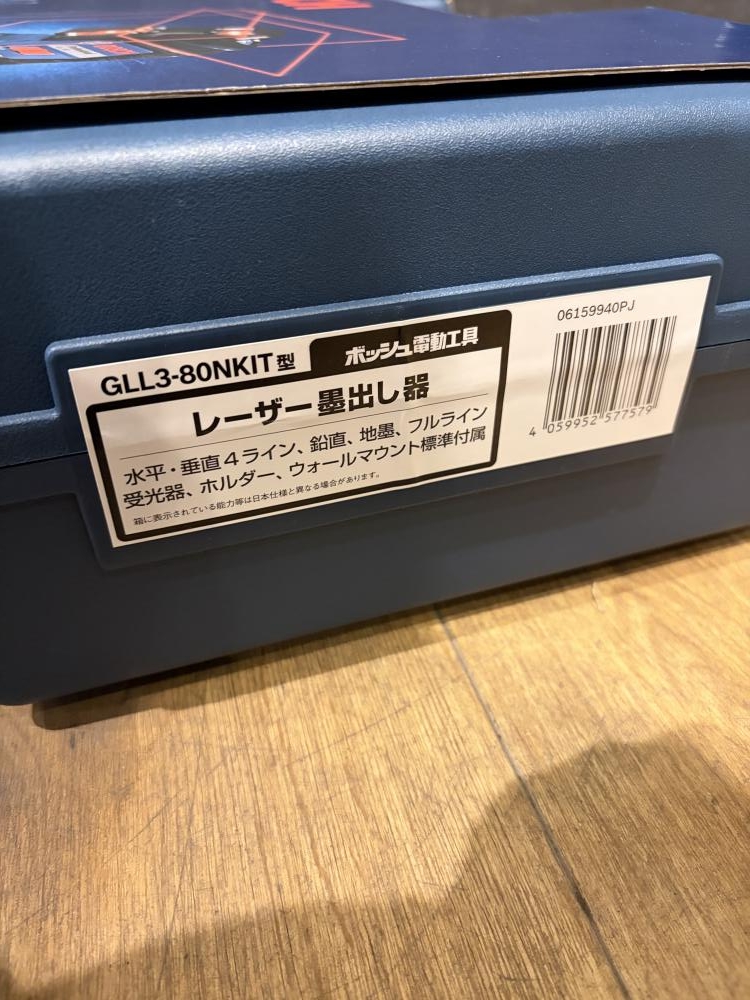 GLL3-80NKIT型
ボッシュ電動工具
レーザー墨出し器
水平・垂直4ライン、鉛直、地墨、フルライン
受光器、ホルダー、ウォールマウント標準付属
箱に表示されている能力等は日本仕様と異なる場合があります。
06159940PJ
4 059952 577579